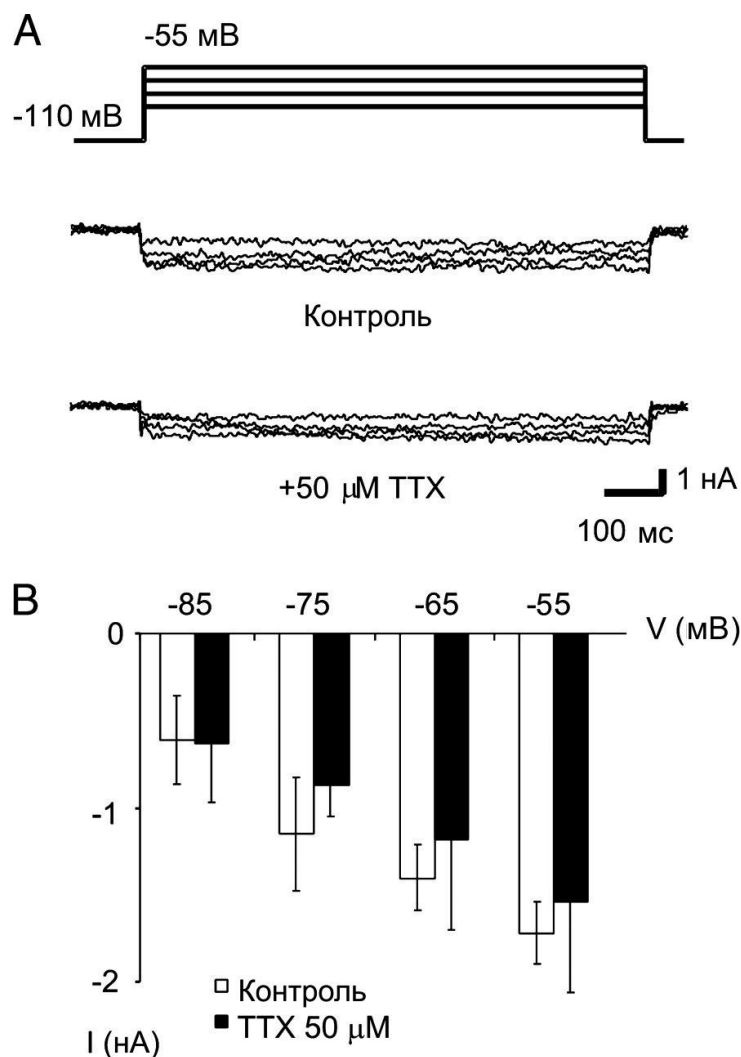 A
-55 мВ
-110 мВ
Контроль
+50 μM TTX
1 нА
100 мс
B
-85 -75 -65 -55
0
V (мВ)
-1
-2
Контроль
TTX 50 μM
I (нА)